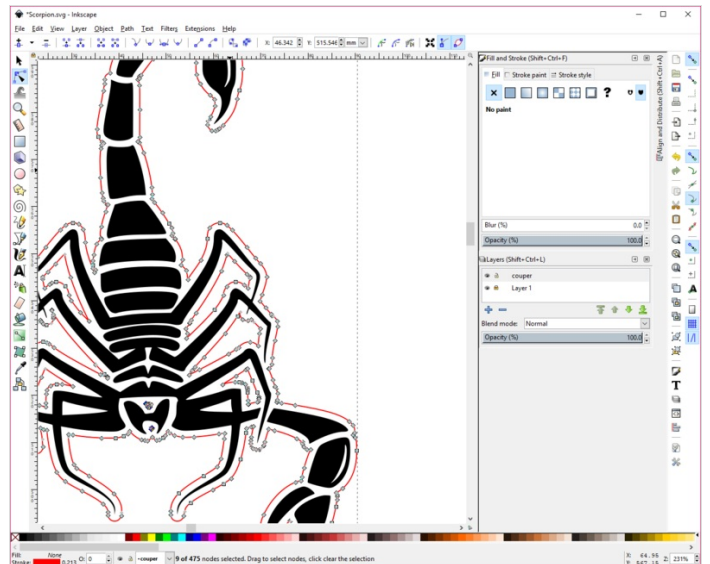 *Scorpion.svg - Inkscape
File Edit View Layer Object Path Text Filters Extensions Help
X: 46.342 Y: 515.546 mm
Fill and Stroke (Shift+Ctrl+F)
Fill Stroke paint Stroke style
?
No paint
Align and Distribute (Shift+Ctrl+A)
Blur (%) 0.0
Opacity (%) 100.0
Layers (Shift+Ctrl+L)
couper
Layer 1
Blend mode: Normal
Opacity (%) 100.0
Fill: None
Stroke: 0.213 O: 0 -couper 9 of 475 nodes selected. Drag to select nodes, click clear the selection
X: 64.95
Z: 231%